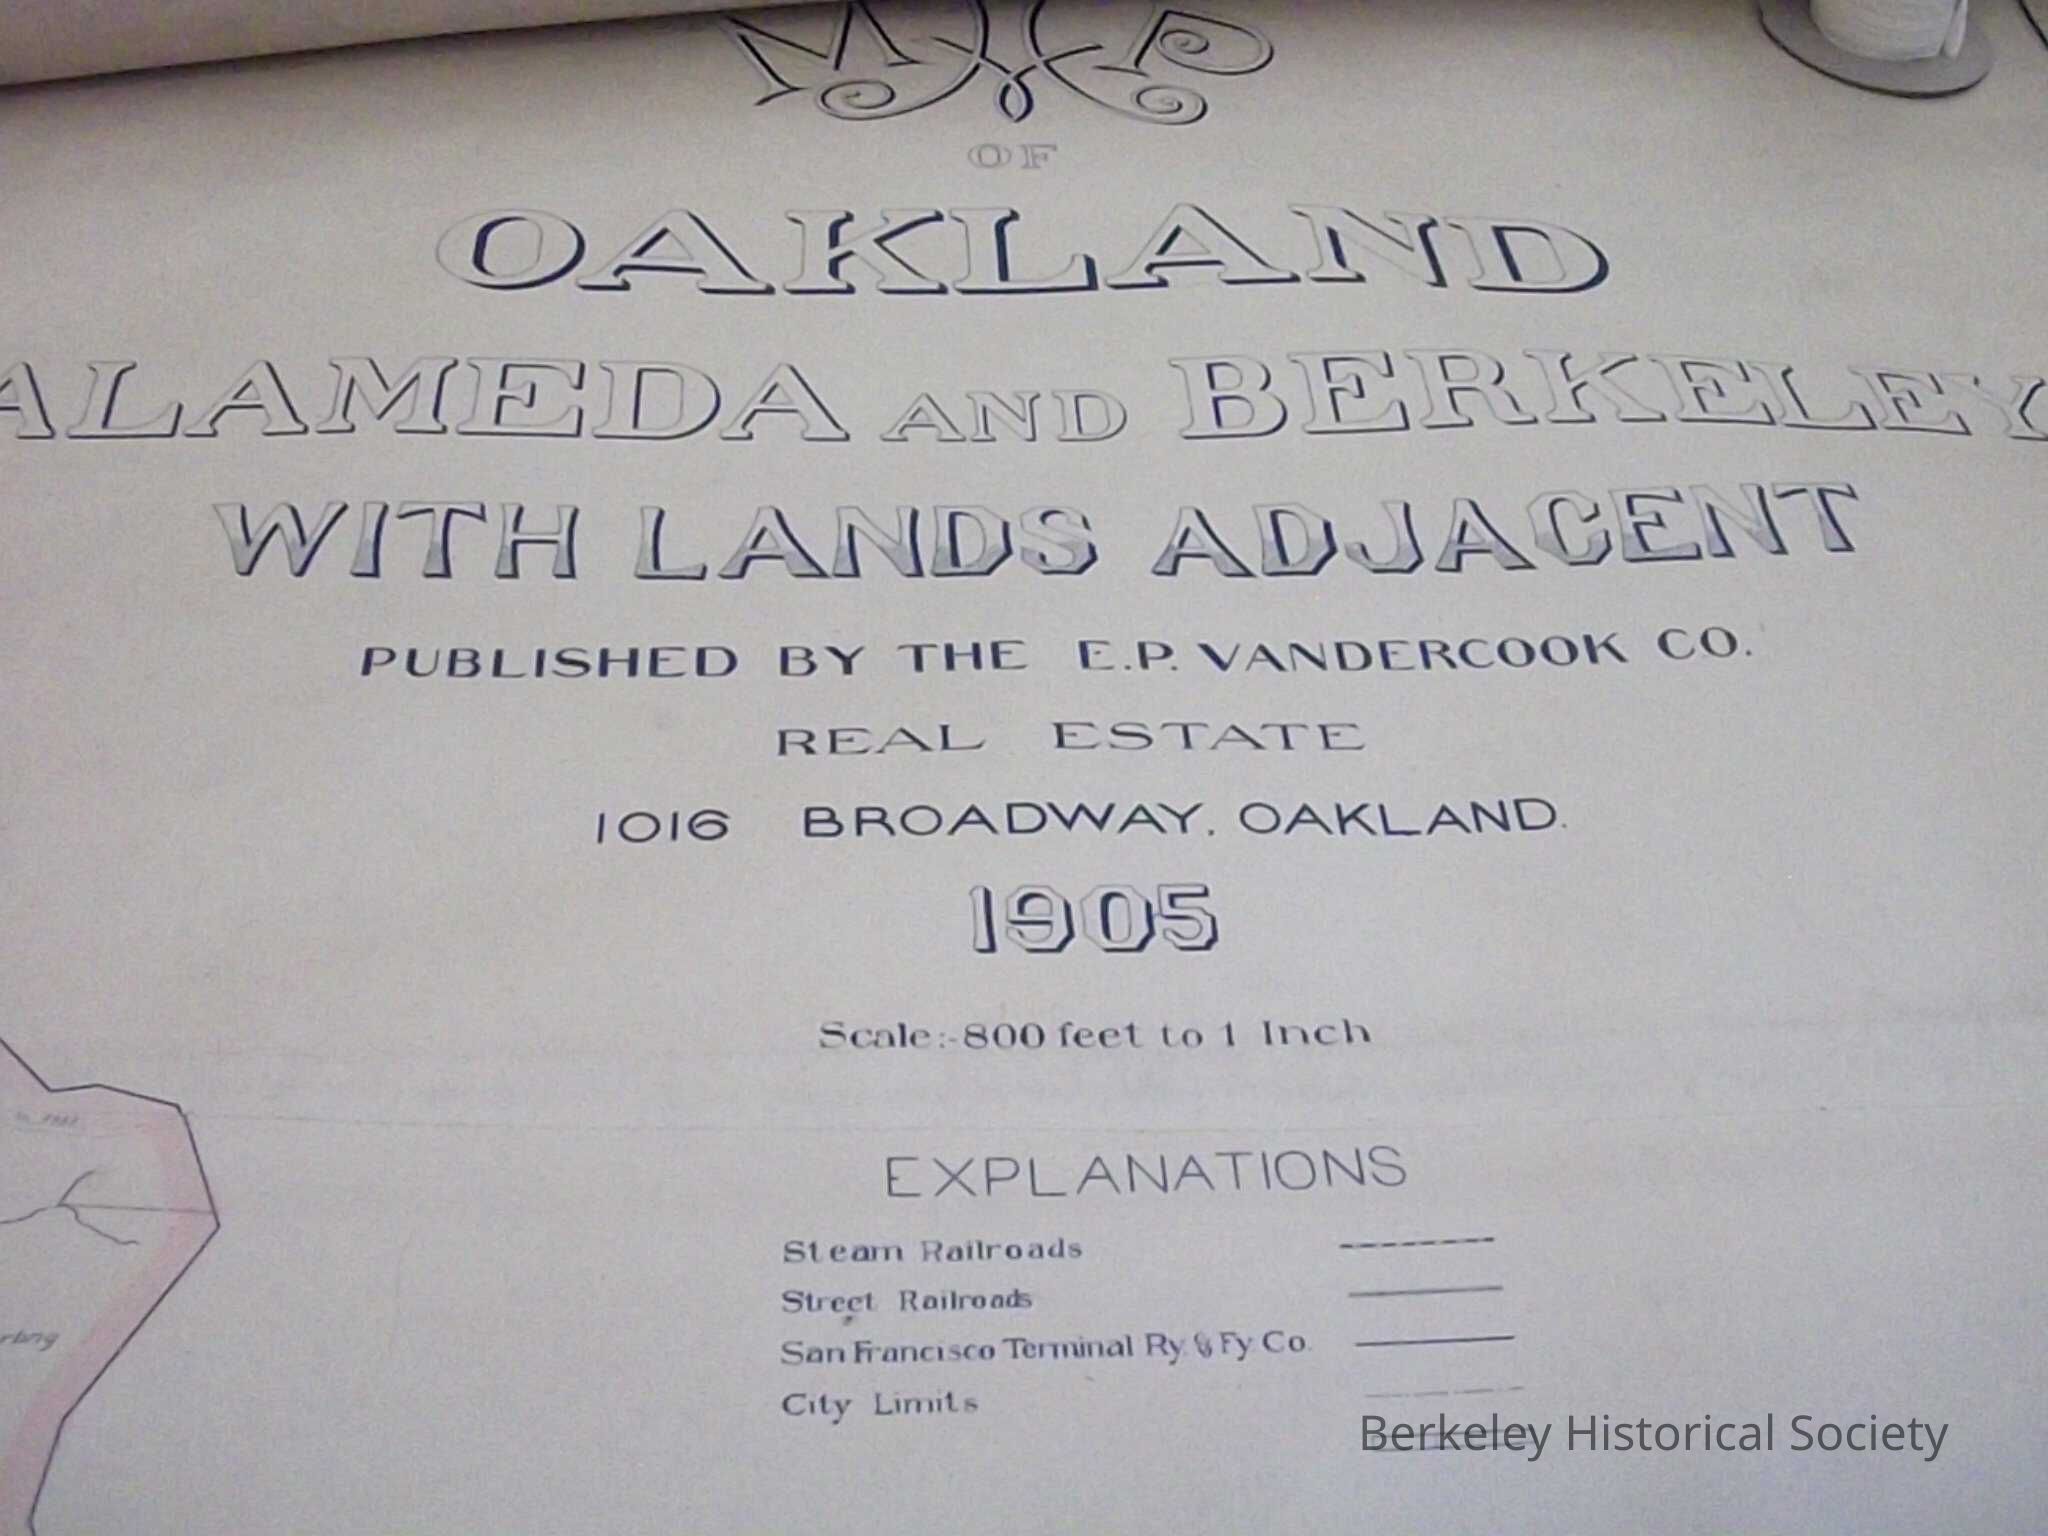 MAP
OF
OAKLAND
ALAMEDA AND BERKELEY
WITH LANDS ADJACENT
PUBLISHED BY THE E.P. VANDERCOOK CO.
REAL ESTATE
1016 BROADWAY, OAKLAND.
1905
Scale:-800 feet to 1 Inch
EXPLANATIONS
Steam Railroads
Street Railroads
San Francisco Terminal Ry. & Fy Co.
City Limits
Berkeley Historical Society